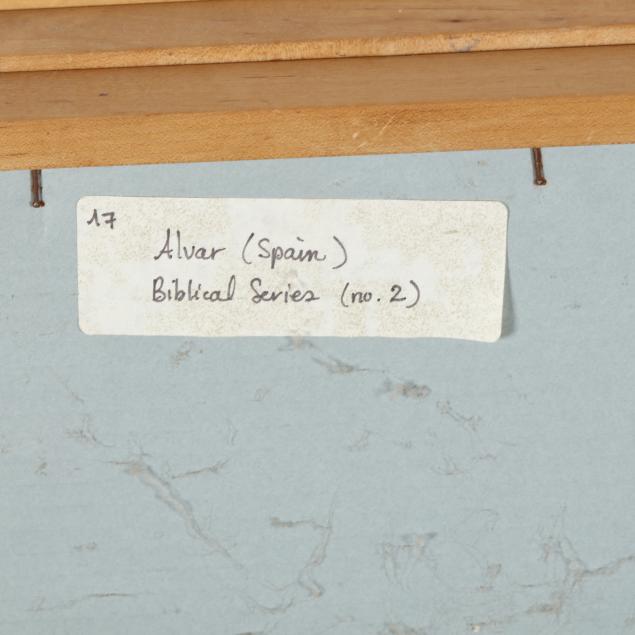 17
Alvar (Spain)
Biblical Series (no. 2)